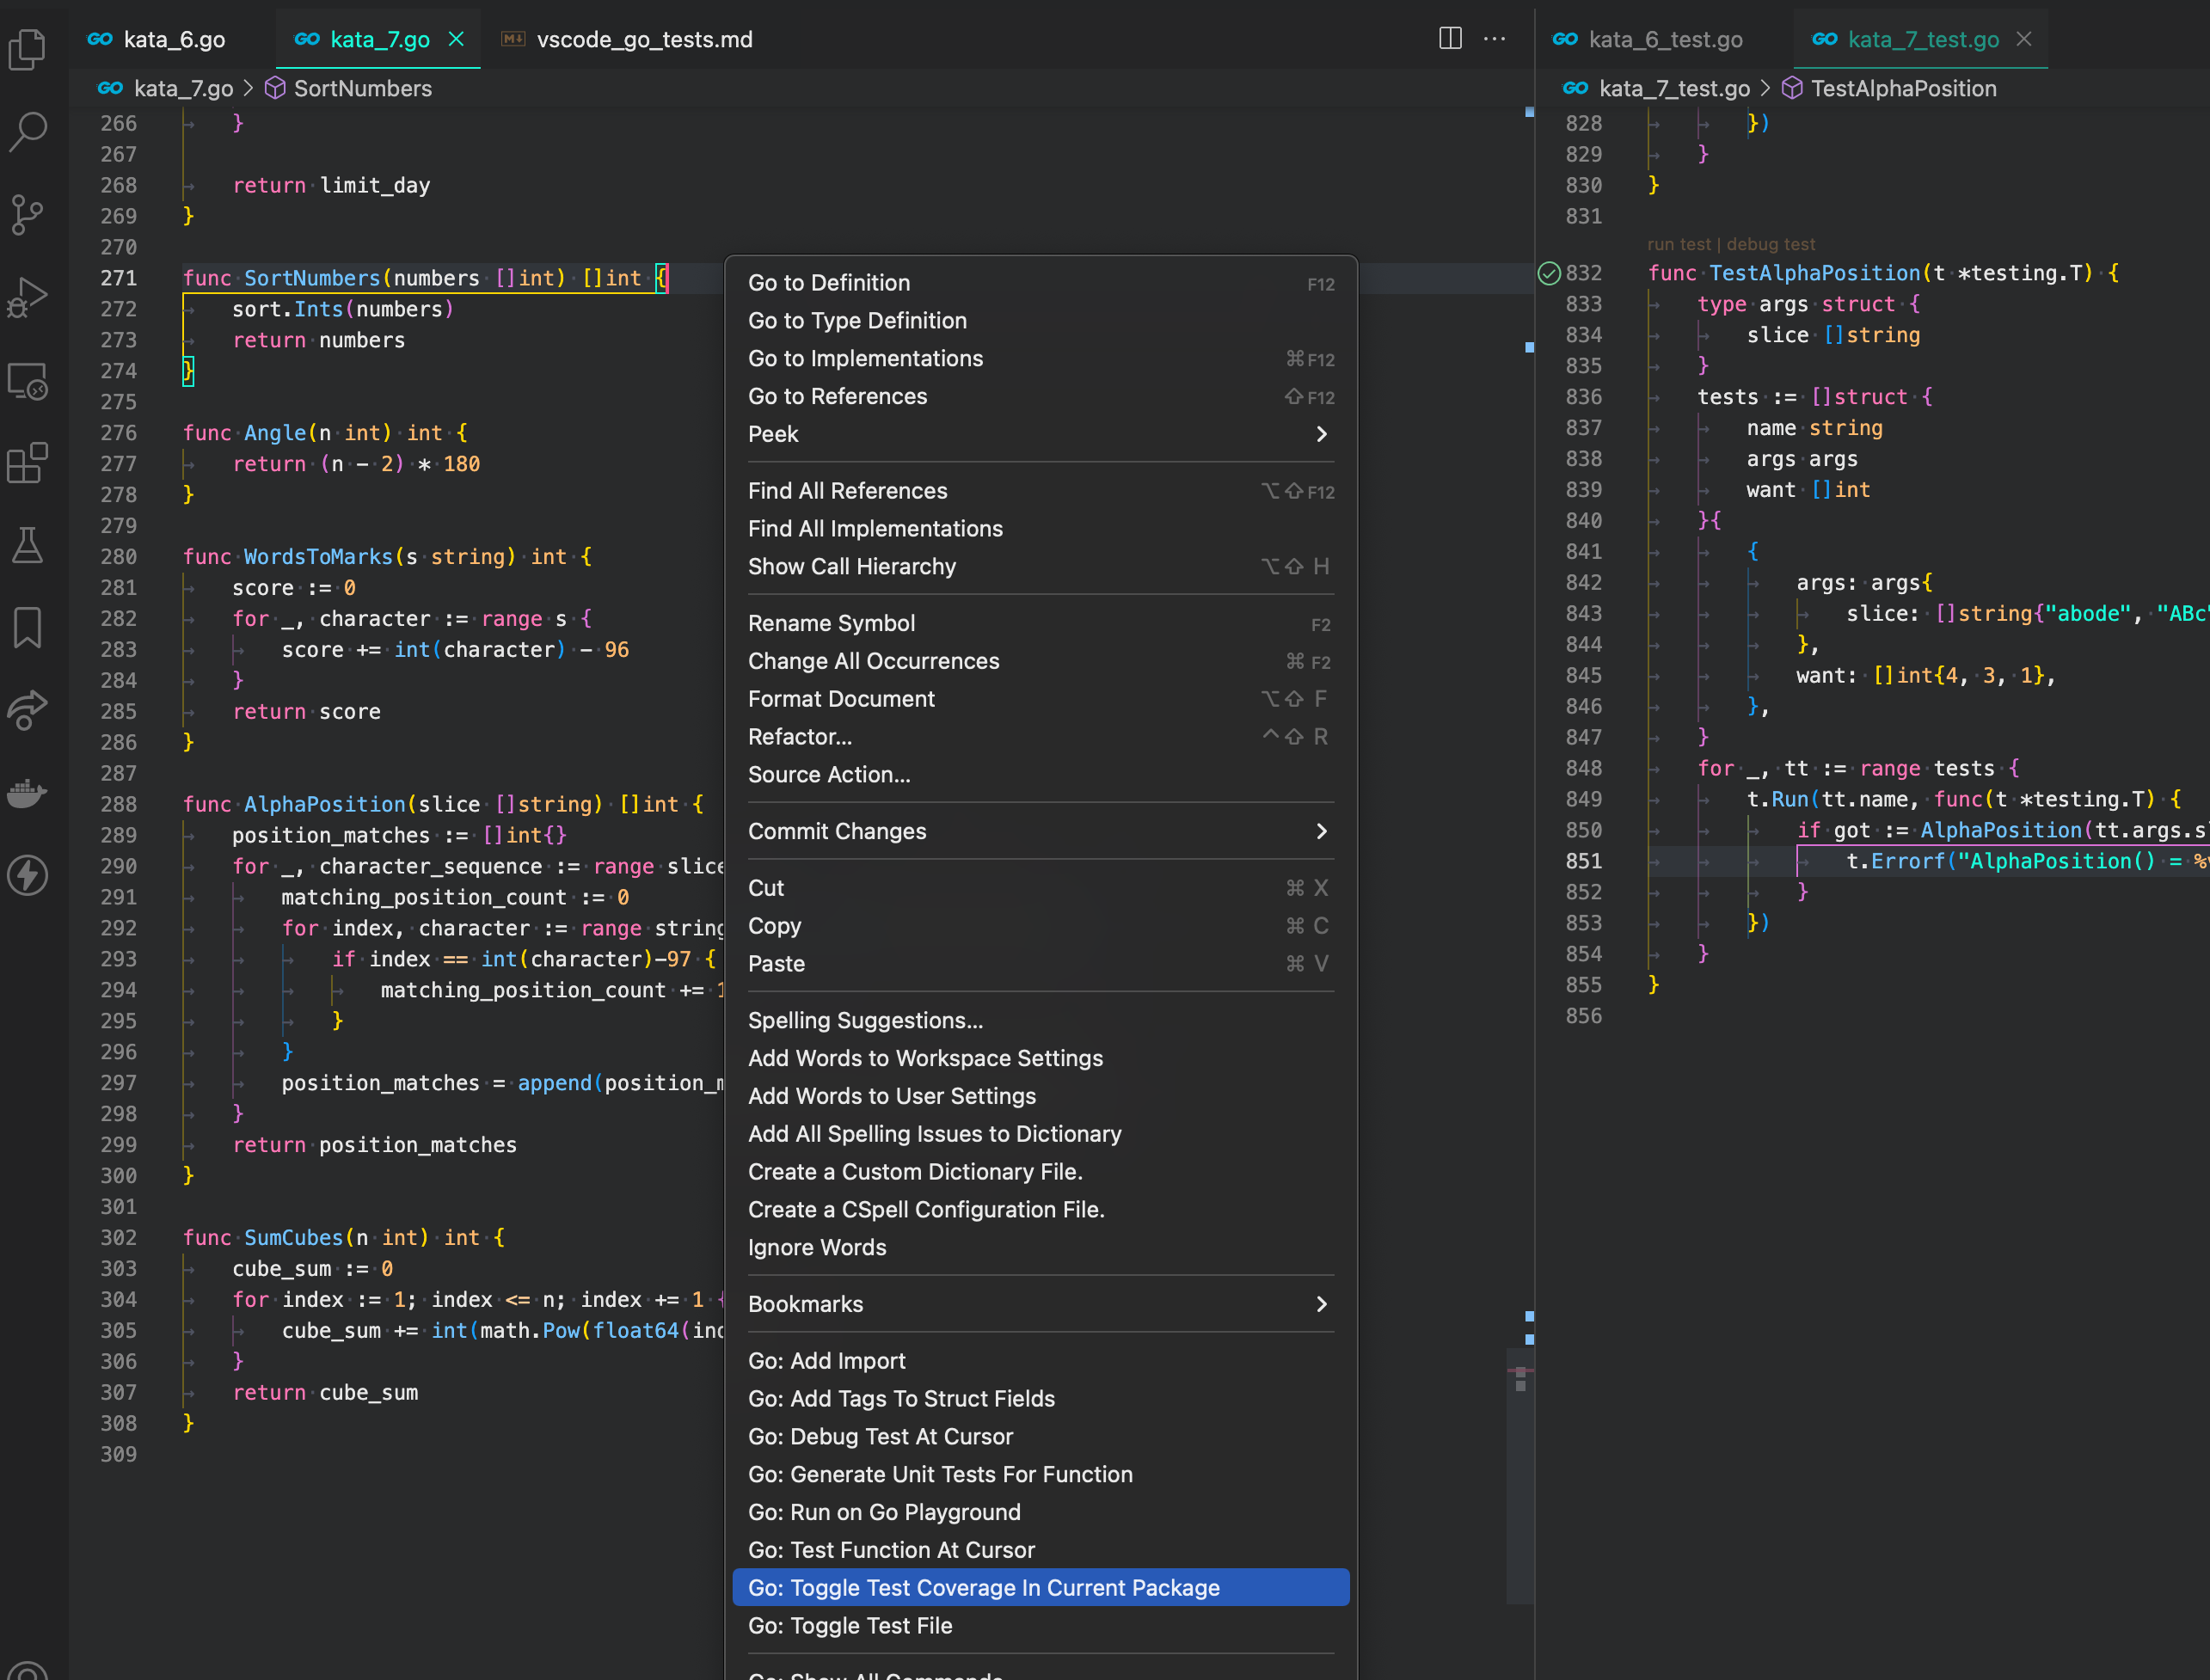 GO kata_6.go
GO kata_7.go
M↓ vscode_go_tests.md
GO kata_7.go > SortNumbers
266 }
267
268 return limit_day
269 }
270
271 func SortNumbers(numbers []int) []int {
272 sort.Ints(numbers)
273 return numbers
274 }
275
276 func Angle(n int) int {
277 return (n - 2) * 180
278 }
279
280 func WordsToMarks(s string) int {
281 score := 0
282 for _, character := range s {
283 score += int(character) - 96
284 }
285 return score
286 }
287
288 func AlphaPosition(slice []string) []int {
289 position_matches := []int{}
290 for _, character_sequence := range slice
291 matching_position_count := 0
292 for index, character := range string
293 if index == int(character)-97 {
294 matching_position_count += 1
295 }
296 }
297 position_matches = append(position_m
298 }
299 return position_matches
300 }
301
302 func SumCubes(n int) int {
303 cube_sum := 0
304 for index := 1; index <= n; index += 1 {
305 cube_sum += int(math.Pow(float64(ind
306 }
307 return cube_sum
308 }
309
Go to Definition F12
Go to Type Definition
Go to Implementations ⌘F12
Go to References ⇧F12
Peek >
Find All References ⌥⇧F12
Find All Implementations
Show Call Hierarchy ⌥⇧ H
Rename Symbol F2
Change All Occurrences ⌘ F2
Format Document ⌥⇧ F
Refactor... ^⇧ R
Source Action...
Commit Changes >
Cut ⌘ X
Copy ⌘ C
Paste ⌘ V
Spelling Suggestions...
Add Words to Workspace Settings
Add Words to User Settings
Add All Spelling Issues to Dictionary
Create a Custom Dictionary File.
Create a CSpell Configuration File.
Ignore Words
Bookmarks >
Go: Add Import
Go: Add Tags To Struct Fields
Go: Debug Test At Cursor
Go: Generate Unit Tests For Function
Go: Run on Go Playground
Go: Test Function At Cursor
Go: Toggle Test Coverage In Current Package
Go: Toggle Test File
Go: Show All Commands
GO kata_6_test.go
GO kata_7_test.go
GO kata_7_test.go > TestAlphaPosition
828 })
829 }
830 }
831
run test | debug test
832 func TestAlphaPosition(t *testing.T) {
833 type args struct {
834 slice []string
835 }
836 tests := []struct {
837 name string
838 args args
839 want []int
840 }{
841 {
842 args: args{
843 slice: []string{"abode", "ABc"
844 },
845 want: []int{4, 3, 1},
846 },
847 }
848 for _, tt := range tests {
849 t.Run(tt.name, func(t *testing.T) {
850 if got := AlphaPosition(tt.args.sl
851 t.Errorf("AlphaPosition() = %v
852 }
853 })
854 }
855 }
856